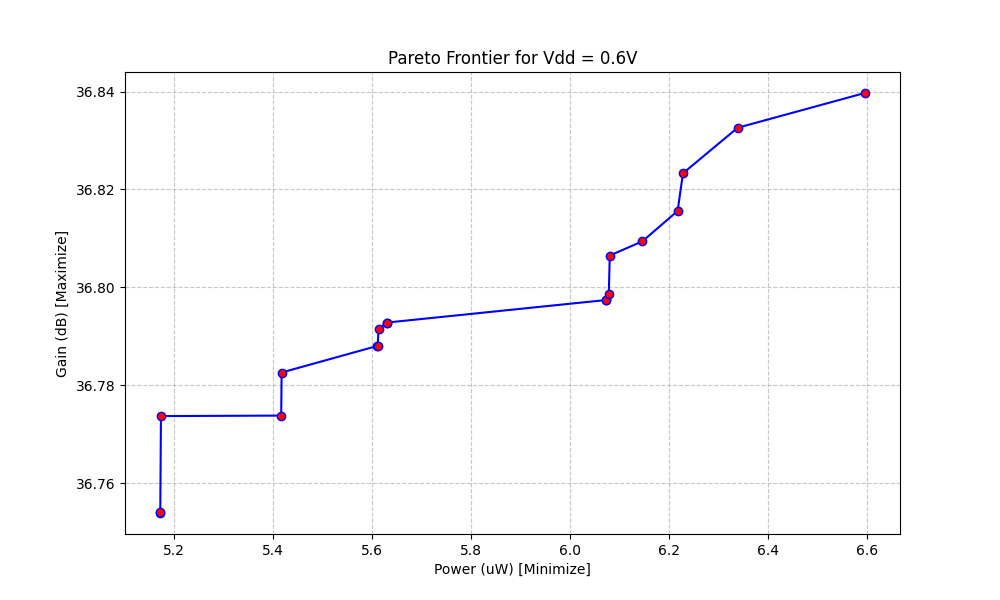 Pareto Frontier for Vdd = 0.6V
Gain (dB) [Maximize]
36.84
36.82
36.80
36.78
36.76
5.2 5.4 5.6 5.8 6.0 6.2 6.4 6.6
Power (uW) [Minimize]